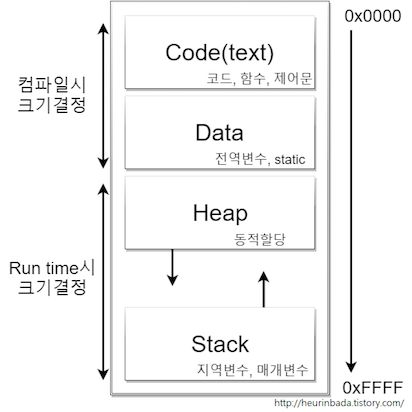 0x0000
Code(text)
코드, 함수, 제어문
컴파일시
크기결정
Data
전역변수, static
Heap
동적할당
Run time시
크기결정
Stack
지역변수, 매개변수
0xFFFF
http://heurinbada.tistory.com/